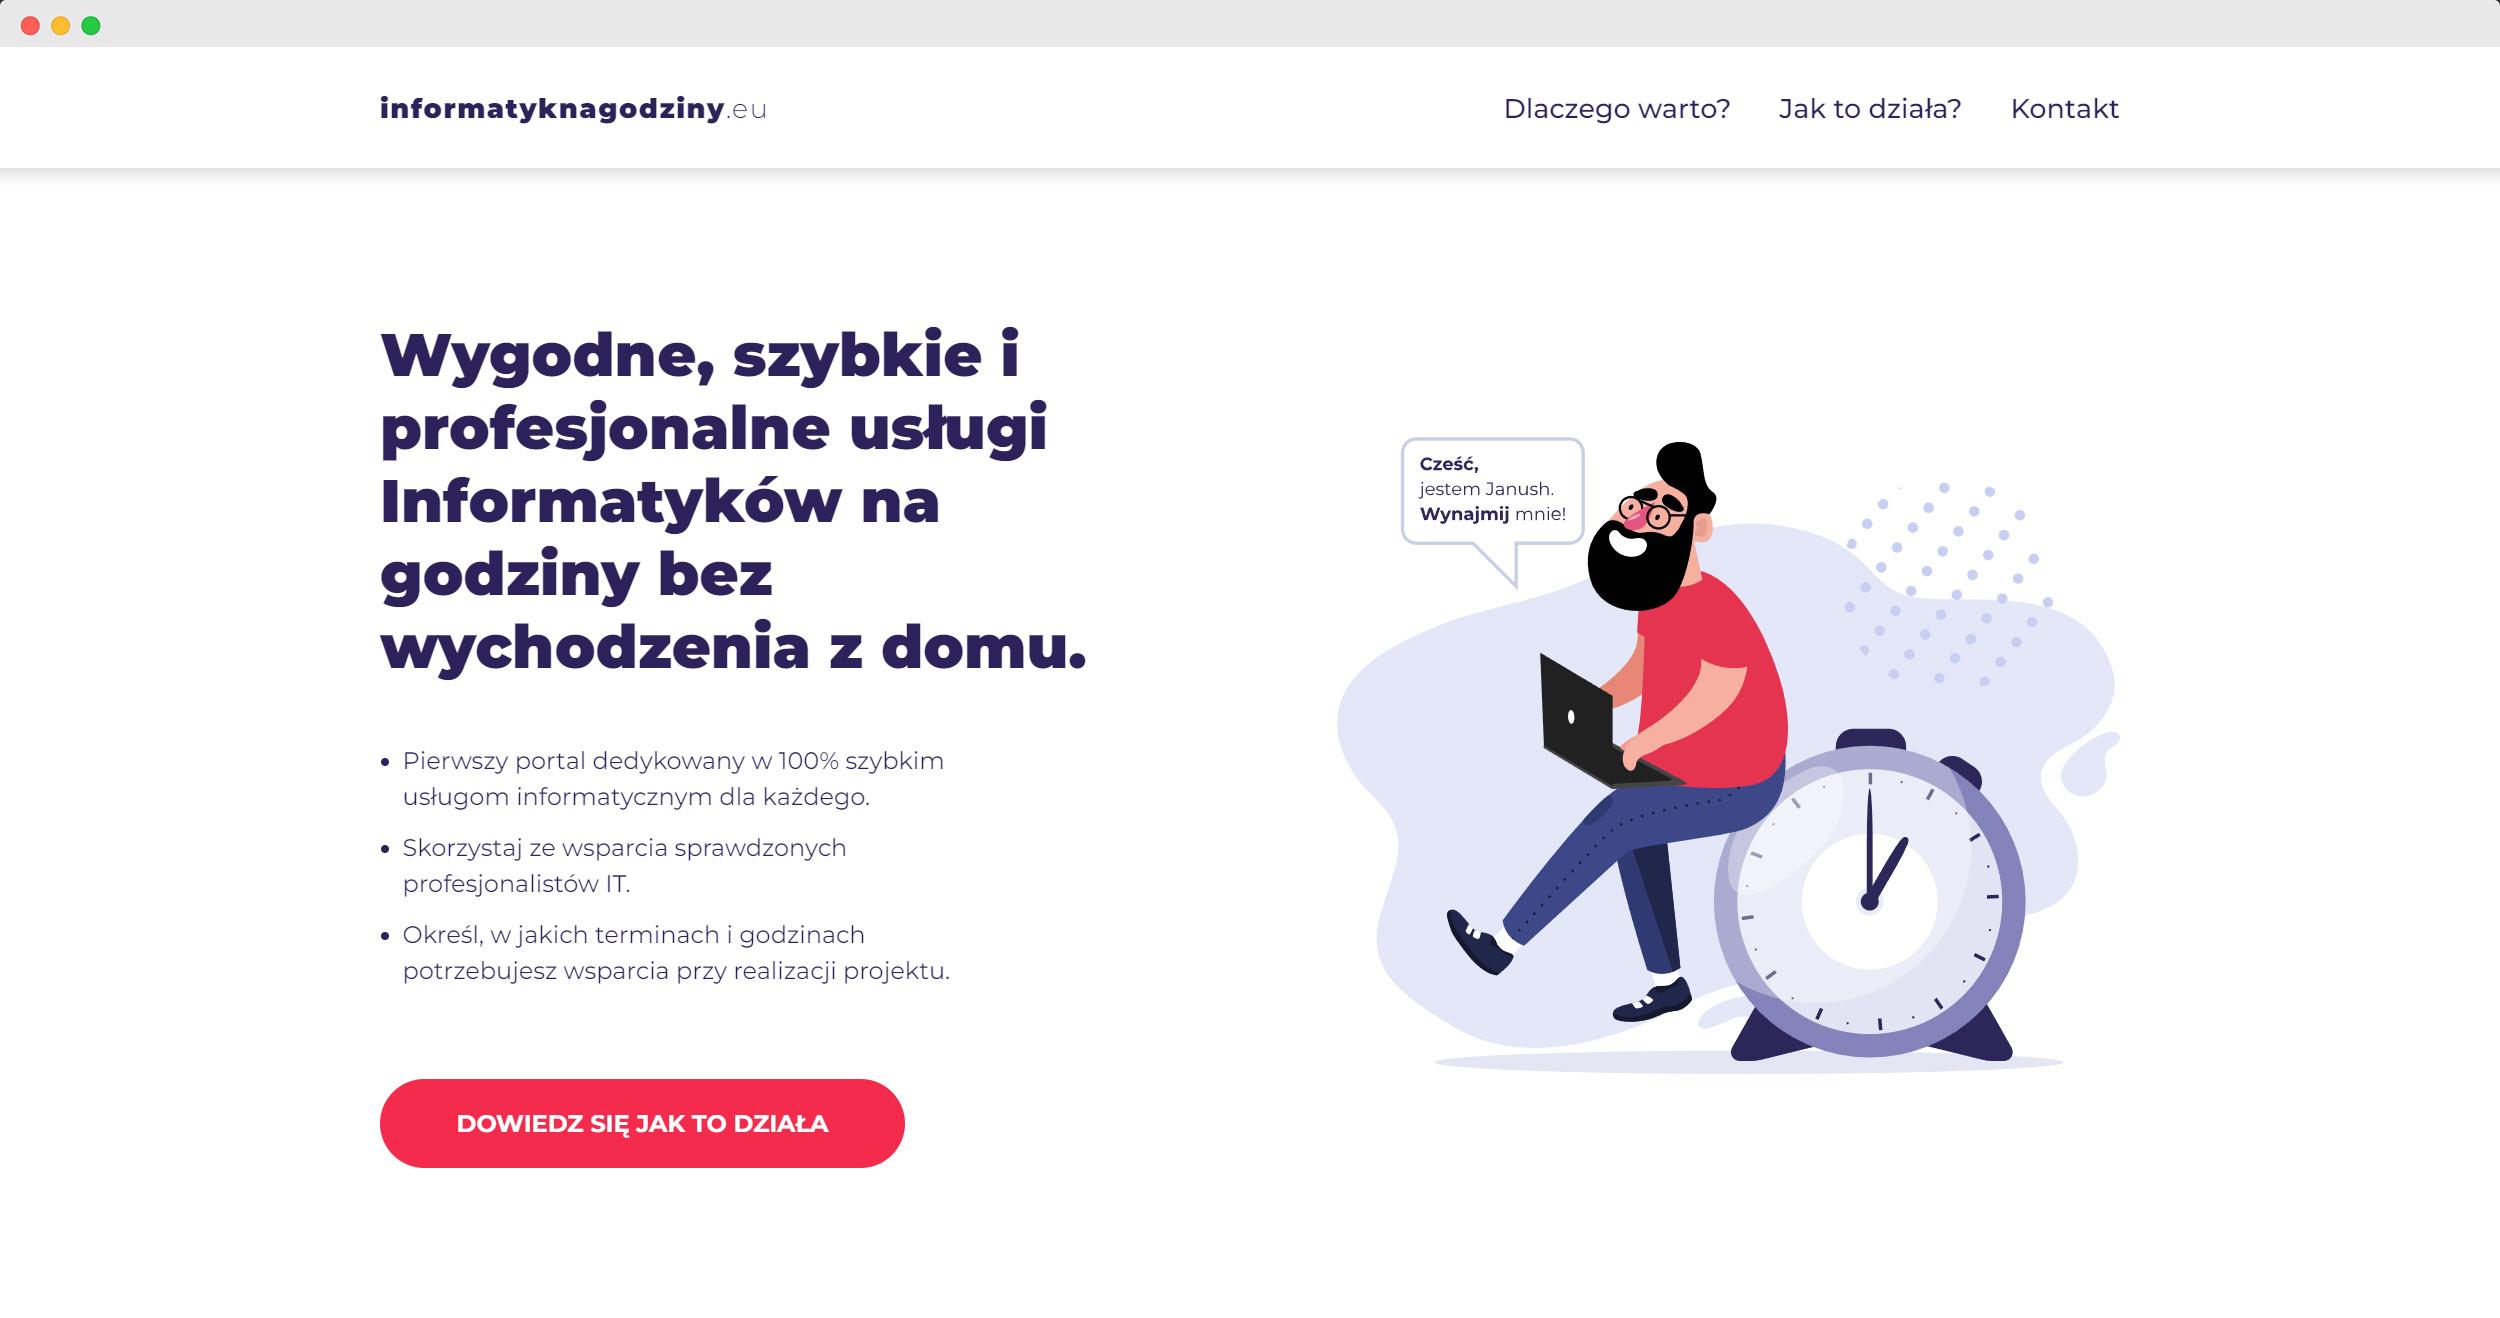 informatyknagodziny.eu
Dlaczego warto?
Jak to działa?
Kontakt
Wygodne, szybkie i
profesjonalne usługi
Informatyków na
godziny bez
wychodzenia z domu.
• Pierwszy portal dedykowany w 100% szybkim
usługom informatycznym dla każdego.
• Skorzystaj ze wsparcia sprawdzonych
profesjonalistów IT.
• Określ, w jakich terminach i godzinach
potrzebujesz wsparcia przy realizacji projektu.
DOWIEDZ SIĘ JAK TO DZIAŁA
Cześć,
jestem Janush.
Wynajmij mnie!